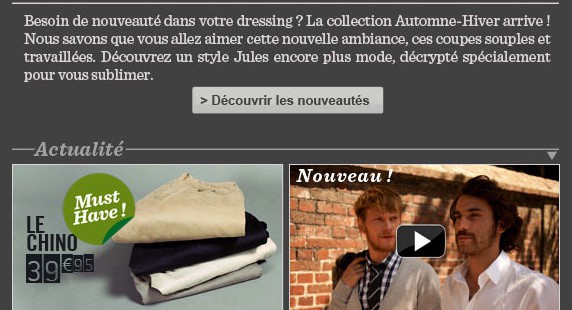 Besoin de nouveauté dans votre dressing ? La collection Automne-Hiver arrive !
Nous savons que vous allez aimer cette nouvelle ambiance, ces coupes souples et
travaillées. Découvrez un style Jules encore plus mode, décrypté spécialement
pour vous sublimer.
> Découvrir les nouveautés
Actualité
Must
Have !
LE
CHINO
39€95
Nouveau !